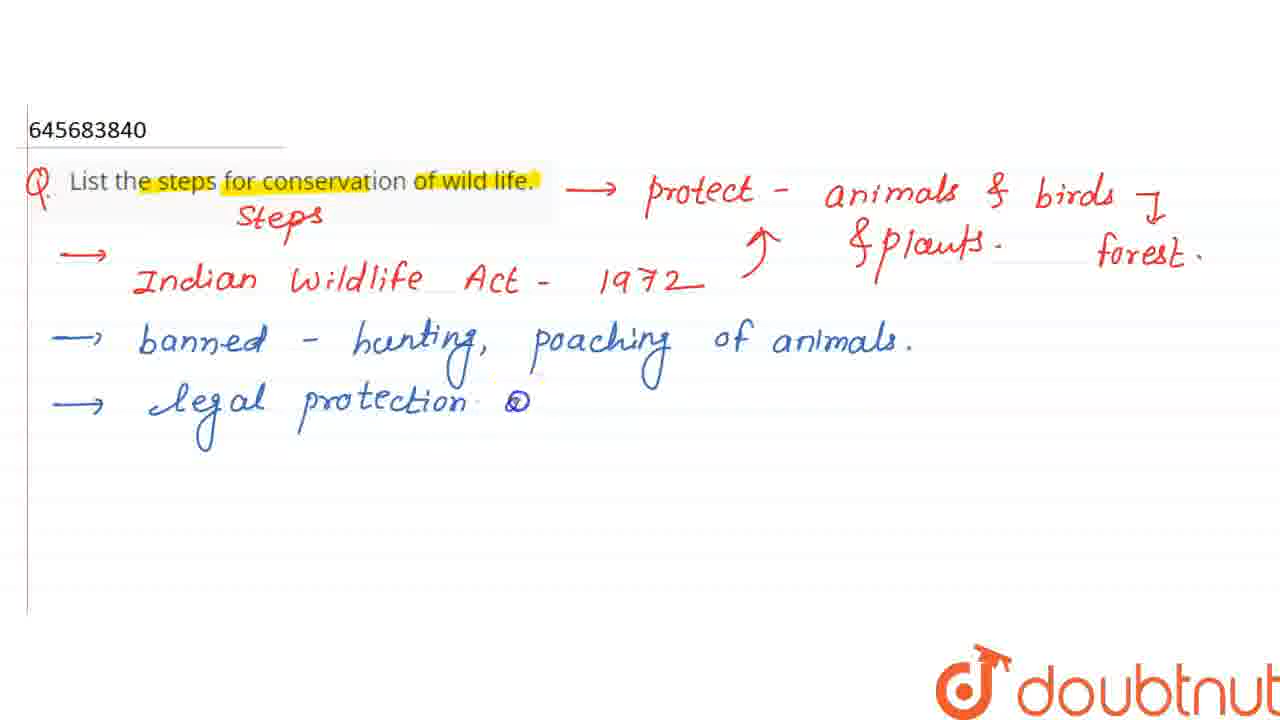 645683840
Q. List the steps for conservation of wild life. → protect - animals & birds
Steps & plants. forest.
→ Indian Wildlife Act - 1972
→ banned - hunting, poaching of animals.
→ legal protection
doubtnut